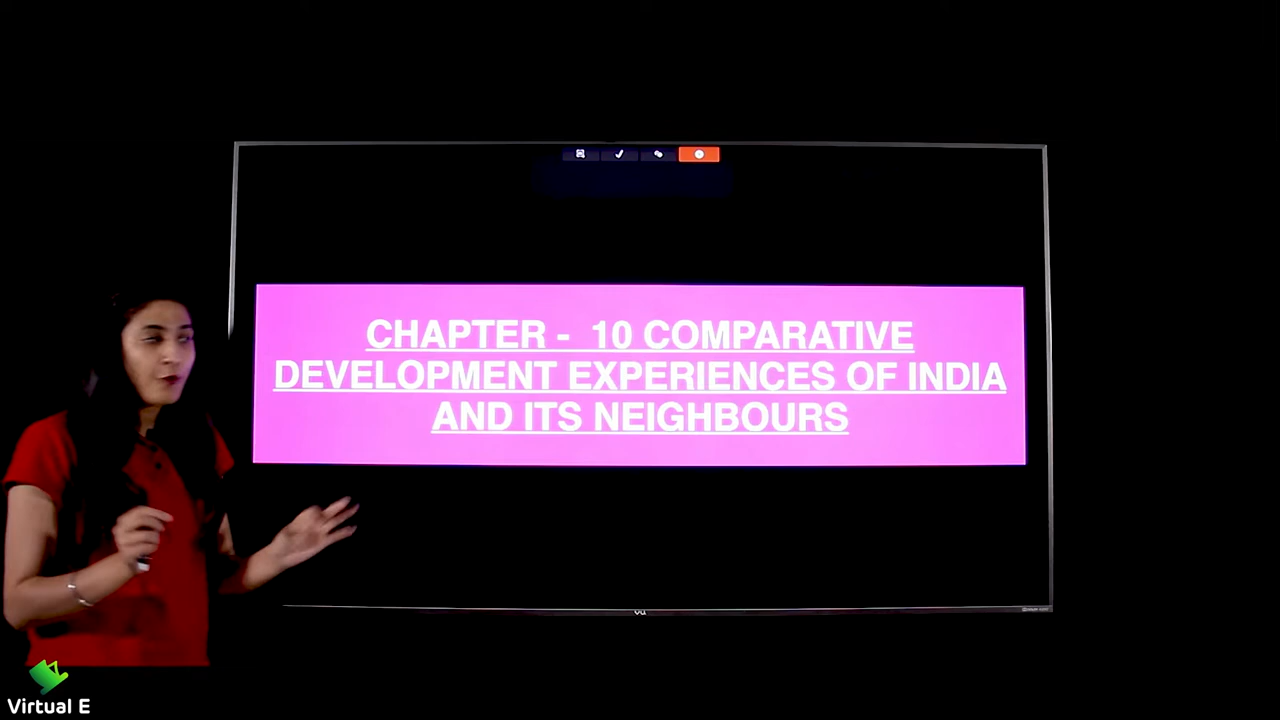 CHAPTER -  10 COMPARATIVE
DEVELOPMENT EXPERIENCES OF INDIA
AND ITS NEIGHBOURS
Virtual E